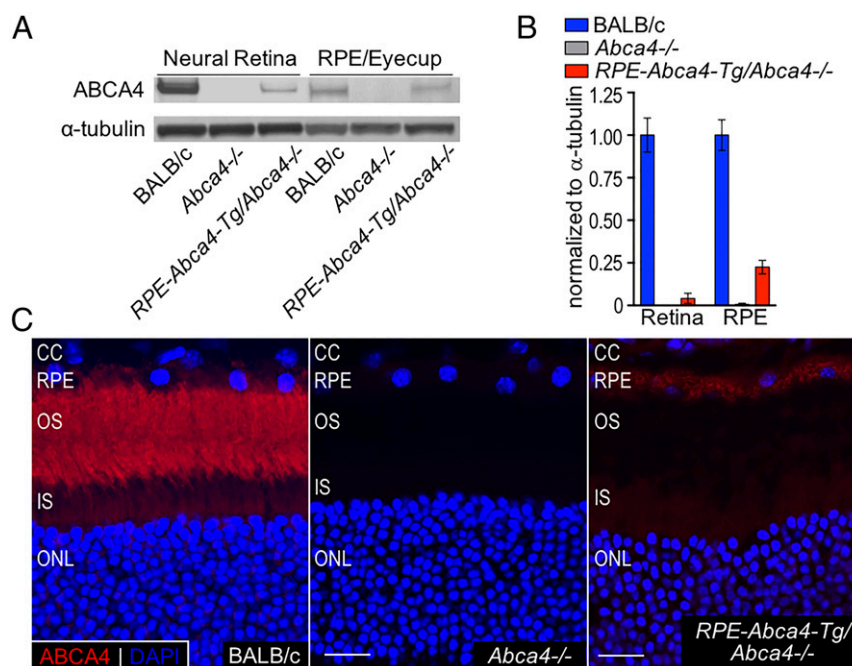 A
Neural Retina RPE/Eyecup
ABCA4
α-tubulin
BALB/c
Abca4-/-
RPE-Abca4-Tg/Abca4-/-
BALB/c
Abca4-/-
RPE-Abca4-Tg/Abca4-/-
B
BALB/c
Abca4-/-
RPE-Abca4-Tg/Abca4-/-
normalized to α-tubulin
1.25
1.00
0.75
0.50
0.25
0
Retina RPE
C
CC
RPE
OS
IS
ONL
ABCA4 | DAPI
BALB/c
CC
RPE
OS
IS
ONL
Abca4-/-
CC
RPE
OS
IS
ONL
RPE-Abca4-Tg/
Abca4-/-